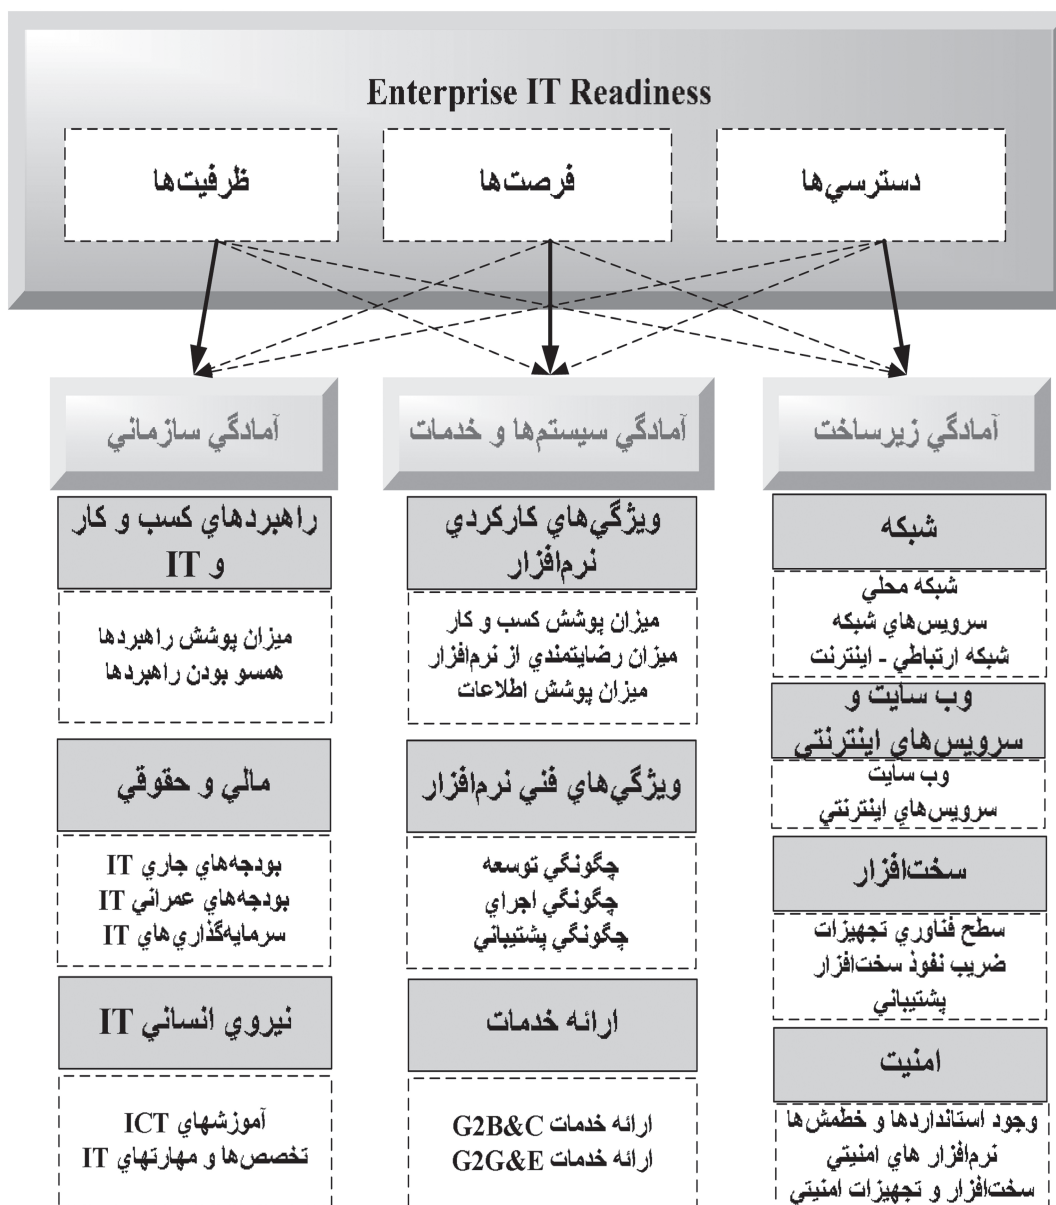 Enterprise IT Readiness
دسترسي‌ها
فرصت‌ها
ظرفيت‌ها
آمادگي زيرساخت
شبكه
شبكه محلي
سرويس‌هاي شبكه
شبكه ارتباطي - اينترنت
وب سايت و
سرويس‌هاي اينترنتي
وب سايت
سرويس‌هاي اينترنتي
سخت‌افزار
سطح فناوري تجهيزات
ضريب نفوذ سخت‌افزار
پشتيباني
امنيت
وجود استانداردها و خطمش‌ها
نرم‌افزار هاي امنيتي
سخت‌افزار و تجهيزات امنيتي
آمادگي سيستم‌ها و خدمات
ويژگي‌هاي كاركردي
نرم‌افزار
ميزان پوشش كسب و كار
ميزان رضايتمندي از نرم‌افزار
ميزان پوشش اطلاعات
ويژگي‌هاي فني نرم‌افزار
چگونگي توسعه
چگونگي اجراي
چگونگي پشتيباني
ارائه خدمات
ارائه خدمات G2B&C
ارائه خدمات G2G&E
آمادگي سازماني
راهبردهاي كسب و كار
و IT
ميزان پوشش راهبردها
همسو بودن راهبردها
مالي و حقوقي
بودجه‌هاي جاري IT
بودجه‌هاي عمراني IT
سرمايه‌گذاري‌هاي IT
نيروي انساني IT
آموزشهاي ICT
تخصص‌ها و مهارتهاي IT